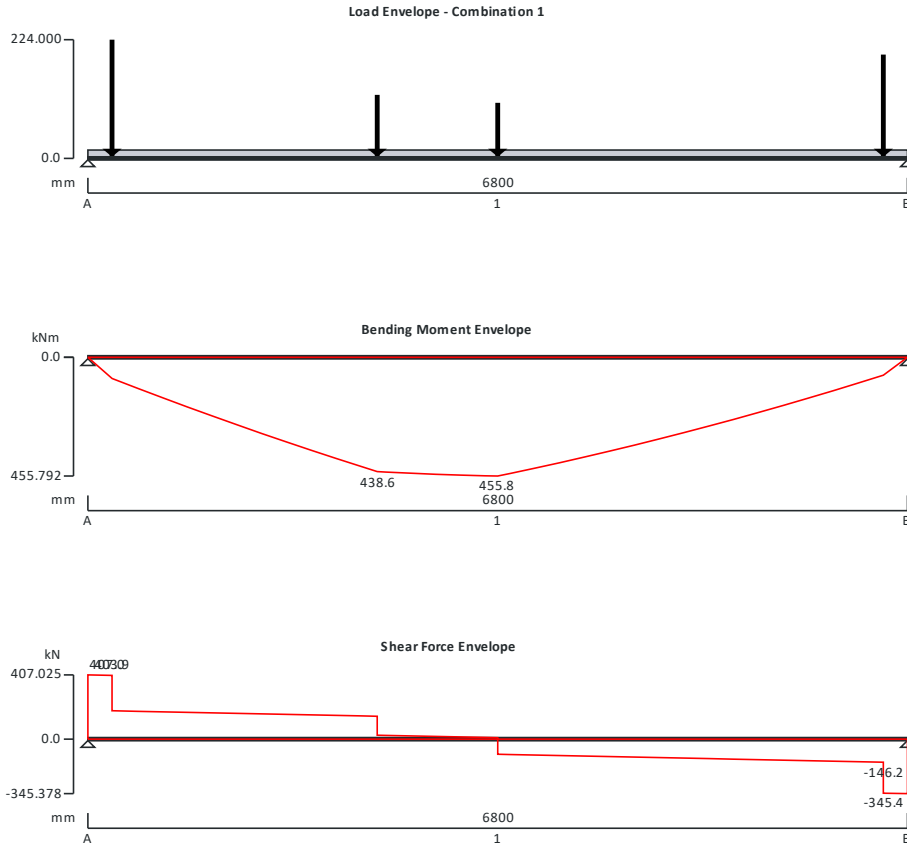 Load Envelope - Combination 1
224.000
0.0
mm
6800
A
1
Bending Moment Envelope
kNm
0.0
455.792
438.6
455.8
mm
6800
A
1
Shear Force Envelope
kN
407.025
0.0
-345.378
-146.2
-345.4
mm
6800
A
1